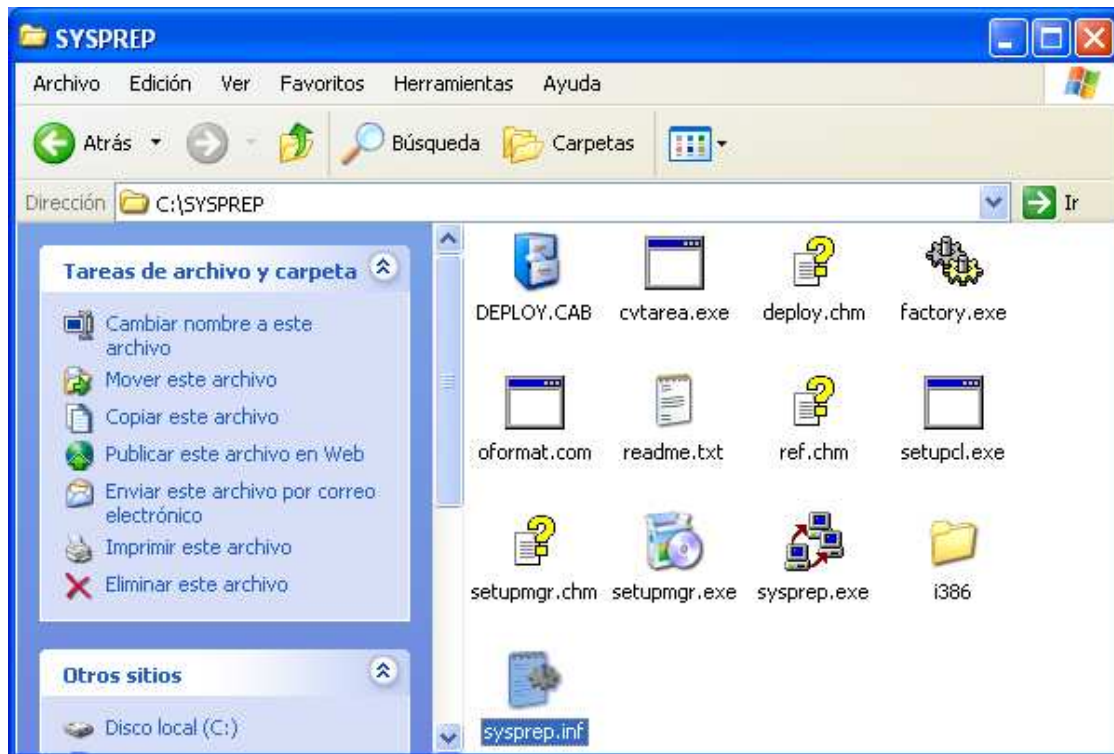 SYSPREP
Archivo Edición Ver Favoritos Herramientas Ayuda
Atrás Búsqueda Carpetas
Dirección C:\SYSPREP Ir
Tareas de archivo y carpeta
Cambiar nombre a este
archivo
Mover este archivo
Copiar este archivo
Publicar este archivo en Web
Enviar este archivo por correo
electrónico
Imprimir este archivo
Eliminar este archivo
Otros sitios
Disco local (C:)
DEPLOY.CAB cvtarea.exe deploy.chm factory.exe
oformat.com readme.txt ref.chm setupcl.exe
setupmgr.chm setupmgr.exe sysprep.exe i386
sysprep.inf